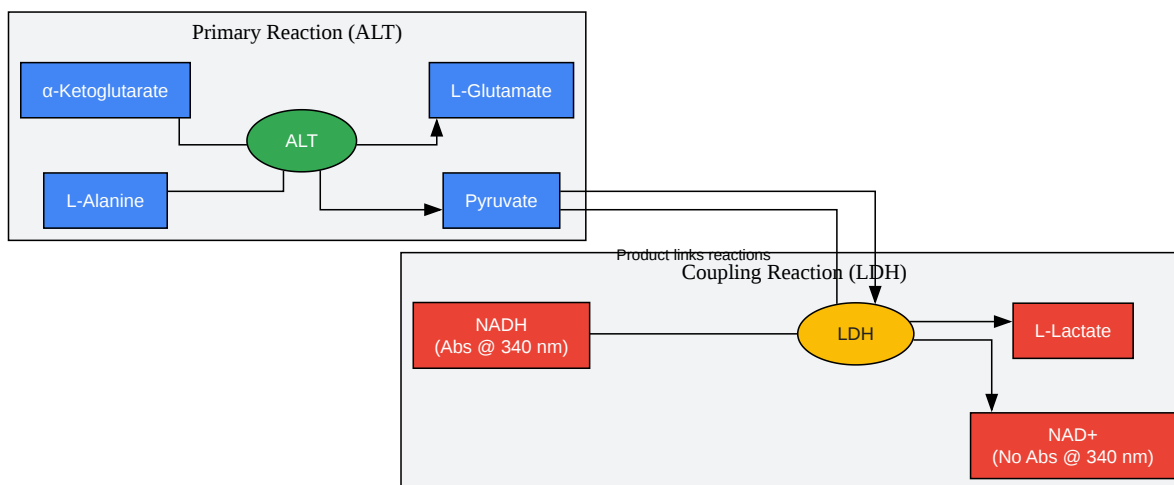 Primary Reaction (ALT)
α-Ketoglutarate
L-Glutamate
ALT
L-Alanine
Pyruvate
Product links reactions
Coupling Reaction (LDH)
NADH
(Abs @ 340 nm)
LDH
L-Lactate
NAD+
(No Abs @ 340 nm)